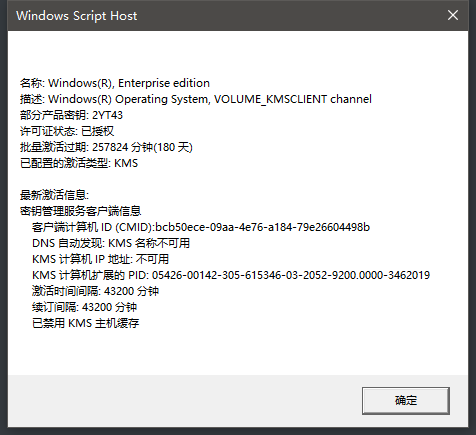 Windows Script Host
名称: Windows(R), Enterprise edition
描述: Windows(R) Operating System, VOLUME_KMSCLIENT channel
部分产品密钥: 2YT43
许可证状态: 已授权
批量激活过期: 257824 分钟(180 天)
已配置的激活类型: KMS
最新激活信息:
密钥管理服务客户端信息
客户端计算机 ID (CMID):bcb50ece-09aa-4e76-a184-79e26604498b
DNS 自动发现: KMS 名称不可用
KMS 计算机 IP 地址: 不可用
KMS 计算机扩展的 PID: 05426-00142-305-615346-03-2052-9200.0000-3462019
激活时间间隔: 43200 分钟
续订间隔: 43200 分钟
已禁用 KMS 主机缓存
确定